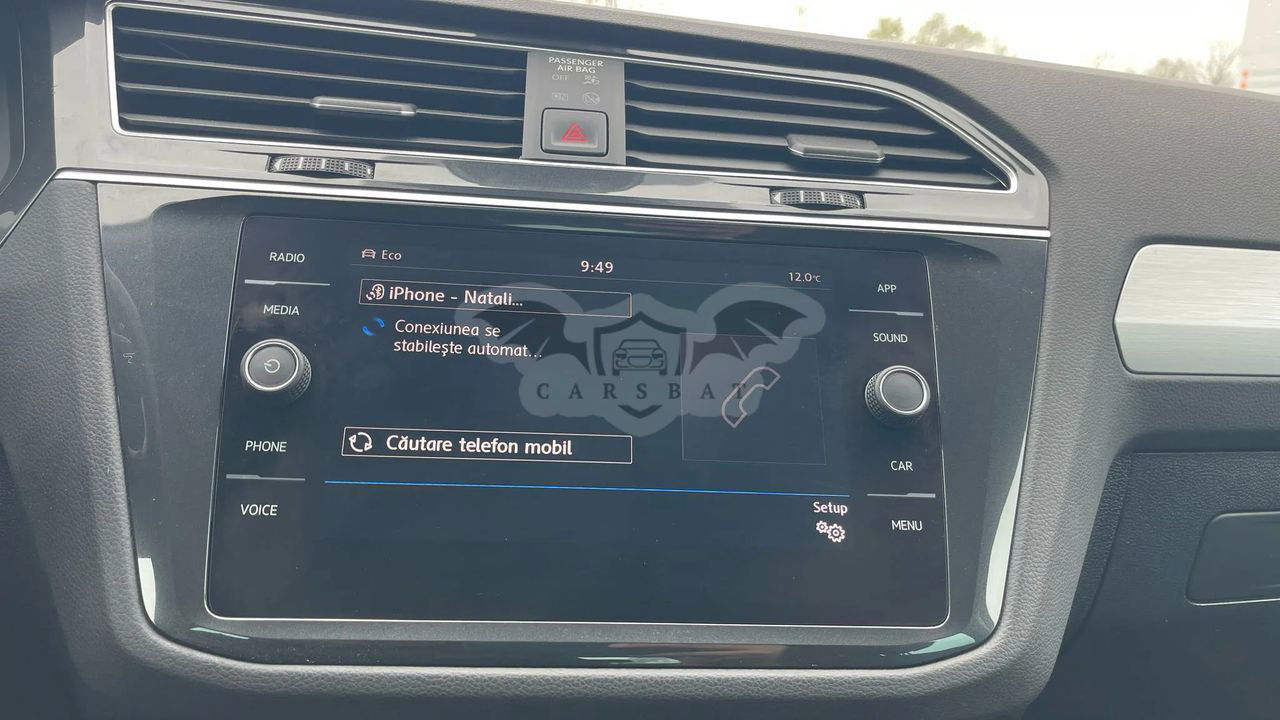 PASSENGER
AIR BAG
OFF
RADIO
Eco
9:49
12.0°C
APP
iPhone - Natali...
MEDIA
Conexiunea se
stabilește automat...
SOUND
CARSBAT
PHONE
Căutare telefon mobil
CAR
VOICE
Setup
MENU